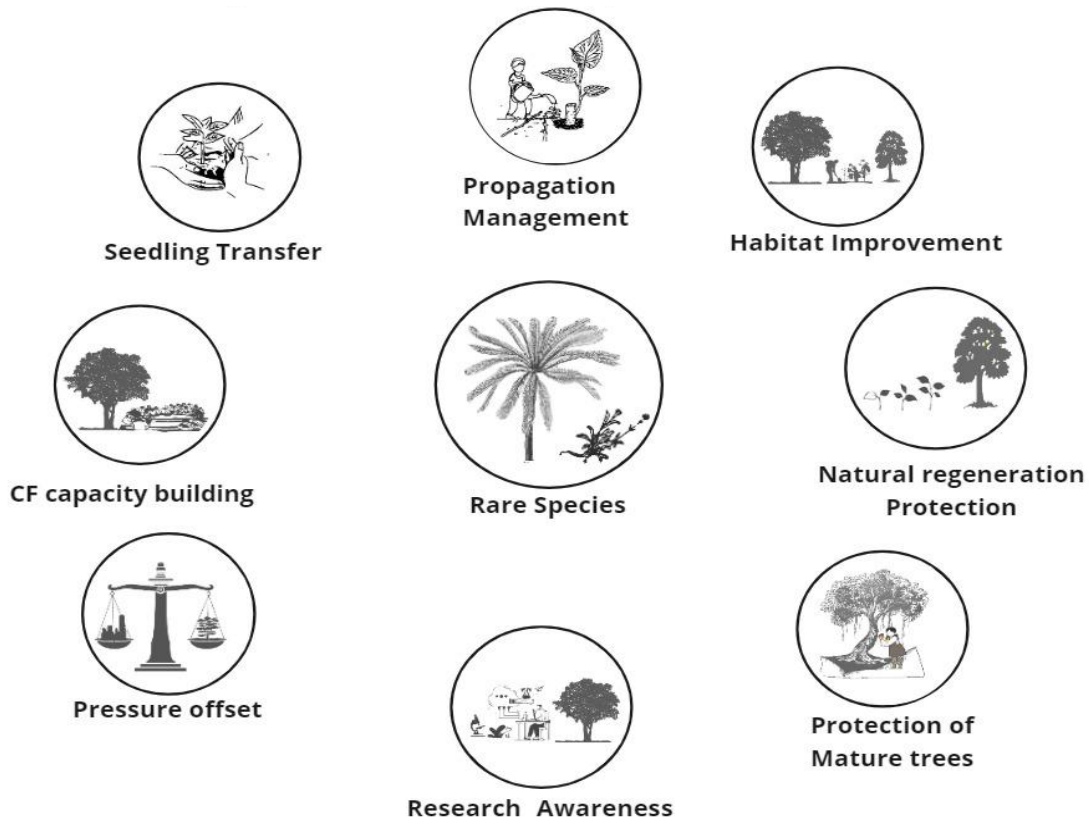 Propagation
Management
Seedling Transfer
Habitat Improvement
CF capacity building
Rare Species
Natural regeneration
Protection
Pressure offset
Protection of
Mature trees
Research Awareness